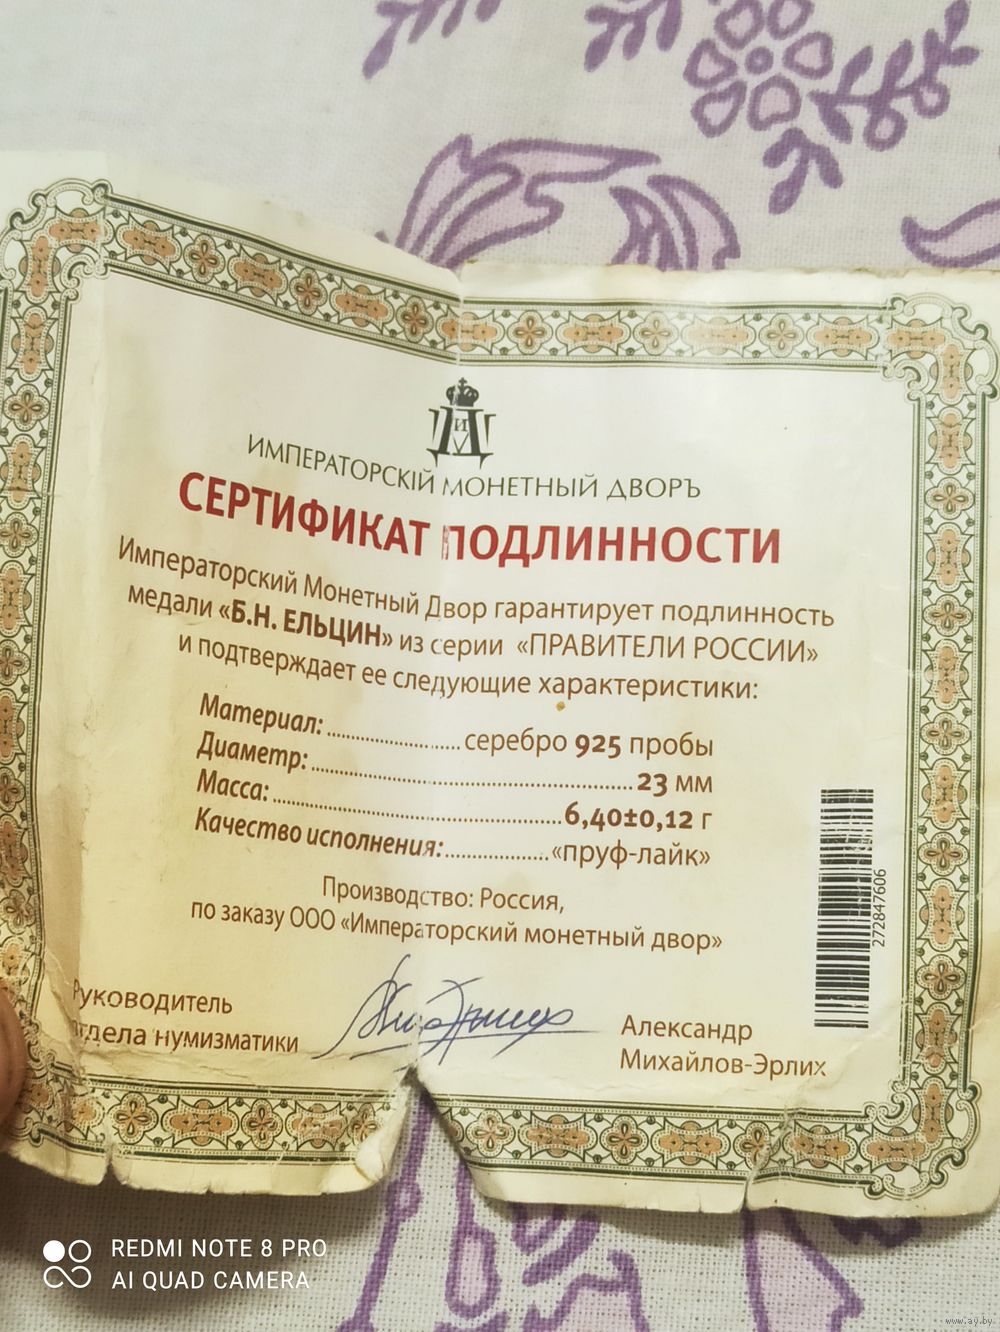 ИМПЕРАТОРСКІЙ МОНЕТНЫЙ ДВОРЪ
СЕРТИФИКАТ ПОДЛИННОСТИ
Императорский Монетный Двор гарантирует подлинность
медали «Б.Н. ЕЛЬЦИН» из серии «ПРАВИТЕЛИ РОССИИ»
и подтверждает ее следующие характеристики:
Материал:......................серебро 925 пробы
Диаметр:.....................................................23 мм
Масса:................................................6,40±0,12 г
Качество исполнения:..................«пруф-лайк»
Производство: Россия,
по заказу ООО «Императорский монетный двор»
272847606
Руководитель
отдела нумизматики
Александр
Михайлов-Эрлих
REDMI NOTE 8 PRO
AI QUAD CAMERA
www.ay.by